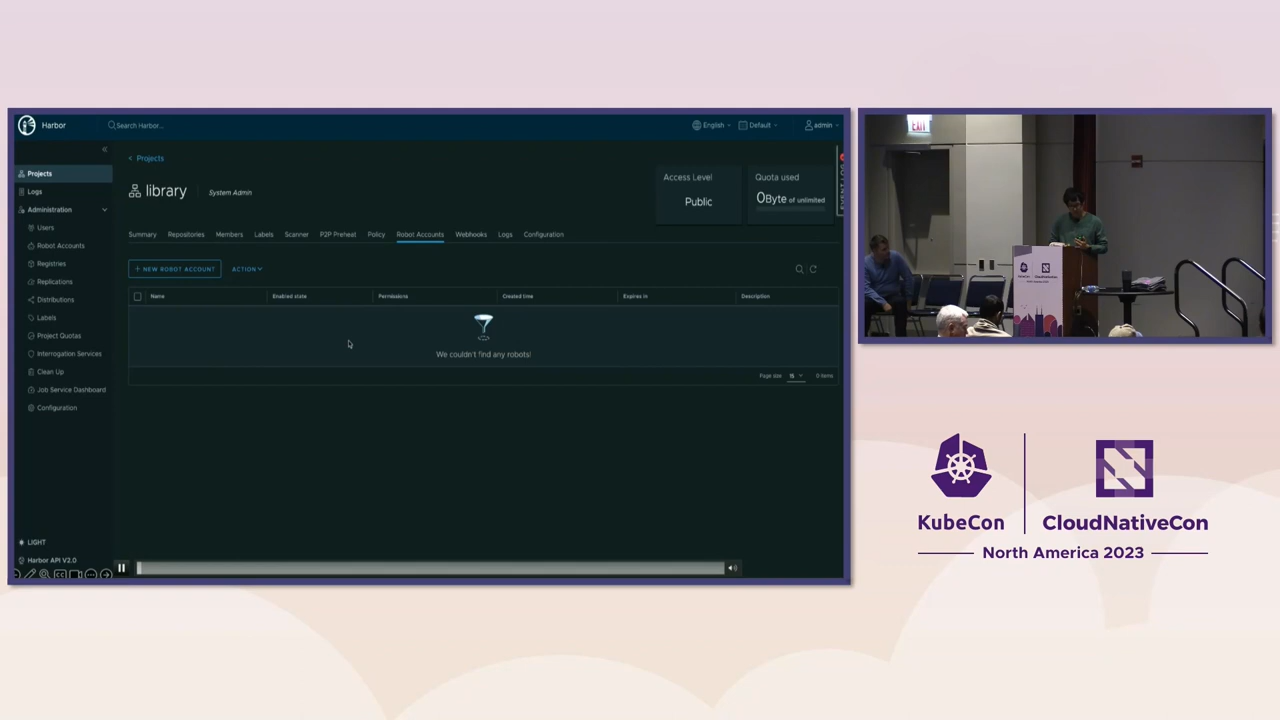 Harbor
Search Harbor...
English
Default
admin
Projects
Logs
Administration
Users
Robot Accounts
Registries
Replications
Distributions
Labels
Project Quotas
Interrogation Services
Clean Up
Job Service Dashboard
Configuration
LIGHT
Harbor API V2.0
< Projects
library
System Admin
Access Level
Public
Quota used
0Byte of unlimited
EVENT LOG
Summary Repositories Members Labels Scanner P2P Preheat Policy Robot Accounts Webhooks Logs Configuration
+ NEW ROBOT ACCOUNT
ACTION
Name Enabled state Permissions Created time Expires in Description
We couldn't find any robots!
Page size 15 0 items
EXIT
KubeCon
CloudNativeCon
North America 2023